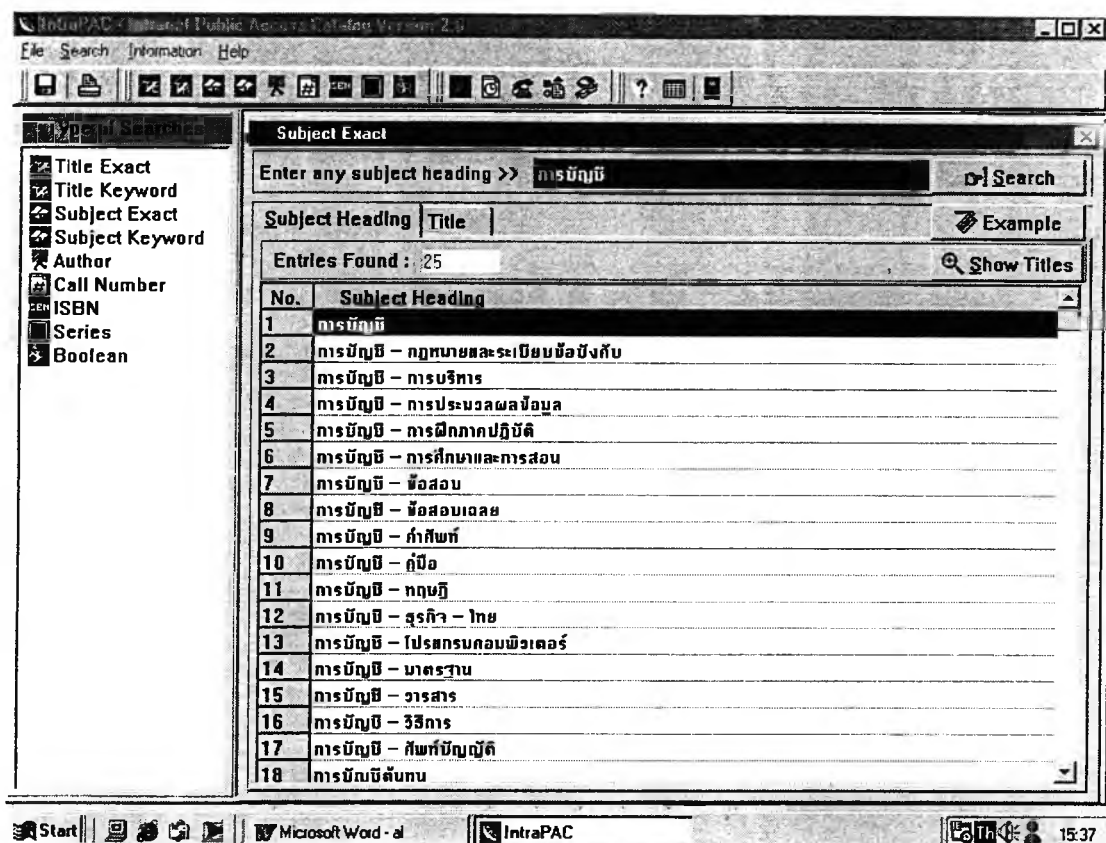 IntraPAC - Intranet Public Access Catalog Version 2.0
File Search Information Help
Type of Searches
Title Exact
Title Keyword
Subject Exact
Subject Keyword
Author
Call Number
ISBN
Series
Boolean
Subject Exact
Enter any subject heading >> การบัญชี Search
Subject Heading Title Example
Entries Found : 25 Show Titles
No. Subject Heading
1 การบัญชี
2 การบัญชี – กฎหมายและระเบียบข้อบังคับ
3 การบัญชี – การบริหาร
4 การบัญชี – การประมวลผลข้อมูล
5 การบัญชี – การฝึกภาคปฏิบัติ
6 การบัญชี – การศึกษาและการสอน
7 การบัญชี – ข้อสอบ
8 การบัญชี – ข้อสอบเฉลย
9 การบัญชี – คำศัพท์
10 การบัญชี – คู่มือ
11 การบัญชี – ทฤษฎี
12 การบัญชี – ธุรกิจ – ไทย
13 การบัญชี – โปรแกรมคอมพิวเตอร์
14 การบัญชี – มาตรฐาน
15 การบัญชี – วารสาร
16 การบัญชี – วิธีการ
17 การบัญชี – ศัพท์บัญญัติ
18 การบัญชีต้นทุน
Start Microsoft Word - al IntraPAC Th 15:37